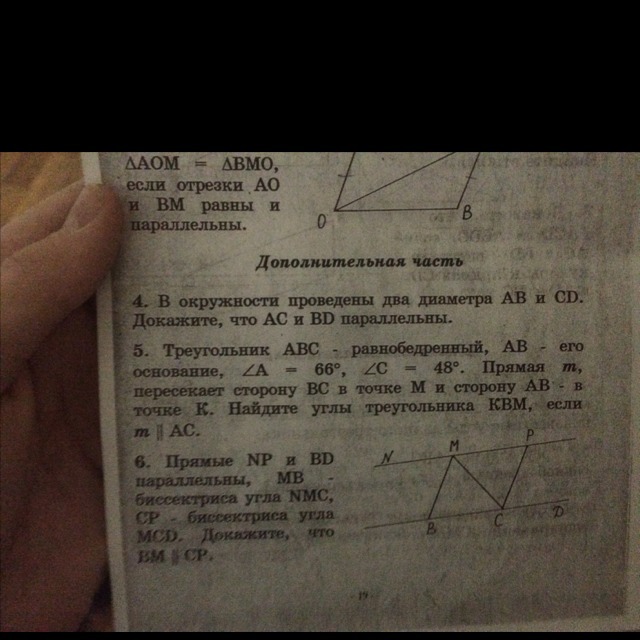 ΔAOM = ΔBMO,
если отрезки AO
и BM равны и
параллельны.
O
B
Дополнительная часть
4. В окружности проведены два диаметра AB и CD.
Докажите, что AC и BD параллельны.
5. Треугольник ABC - равнобедренный, AB - его
основание, ∠A = 66°, ∠C = 48°. Прямая m,
пересекает сторону BC в точке M и сторону AB - в
точке K. Найдите углы треугольника KBM, если
m ∥ AC.
6. Прямые NP и BD
параллельны, MB -
биссектриса угла NMC,
CP - биссектриса угла
MCD. Докажите, что
BM ∥ CP.
N
M
P
B
C
D
19